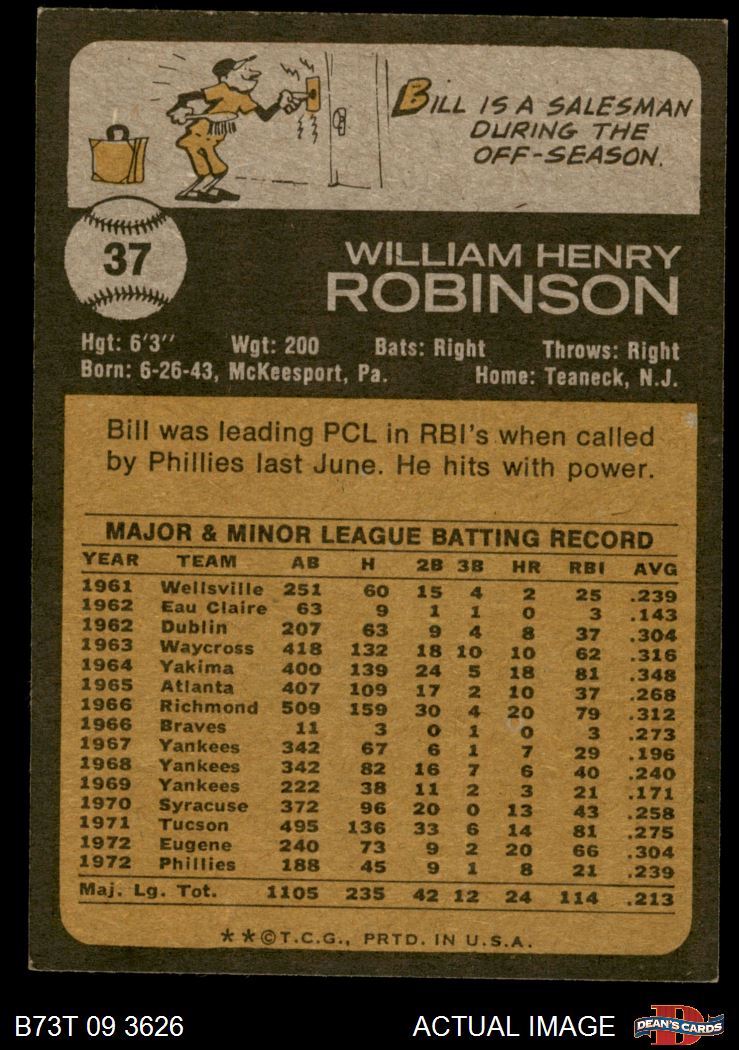 BILL IS A SALESMAN
DURING THE
OFF-SEASON.
37
WILLIAM HENRY
ROBINSON
Hgt: 6'3'' Wgt: 200 Bats: Right Throws: Right
Born: 6-26-43, McKeesport, Pa. Home: Teaneck, N.J.
Bill was leading PCL in RBI's when called
by Phillies last June. He hits with power.
MAJOR & MINOR LEAGUE BATTING RECORD
YEAR TEAM AB H 2B 3B HR RBI AVG
1961 Wellsville 251 60 15 4 2 25 .239
1962 Eau Claire 63 9 1 1 0 3 .143
1962 Dublin 207 63 9 4 8 37 .304
1963 Waycross 418 132 18 10 10 62 .316
1964 Yakima 400 139 24 5 18 81 .348
1965 Atlanta 407 109 17 2 10 37 .268
1966 Richmond 509 159 30 4 20 79 .312
1966 Braves 11 3 0 1 0 3 .273
1967 Yankees 342 67 6 1 7 29 .196
1968 Yankees 342 82 16 7 6 40 .240
1969 Yankees 222 38 11 2 3 21 .171
1970 Syracuse 372 96 20 0 13 43 .258
1971 Tucson 495 136 33 6 14 81 .275
1972 Eugene 240 73 9 2 20 66 .304
1972 Phillies 188 45 9 1 8 21 .239
Maj. Lg. Tot. 1105 235 42 12 24 114 .213
**©T.C.G., PRTD. IN U.S.A.
B73T 09 3626 ACTUAL IMAGE D DEAN'S CARDS